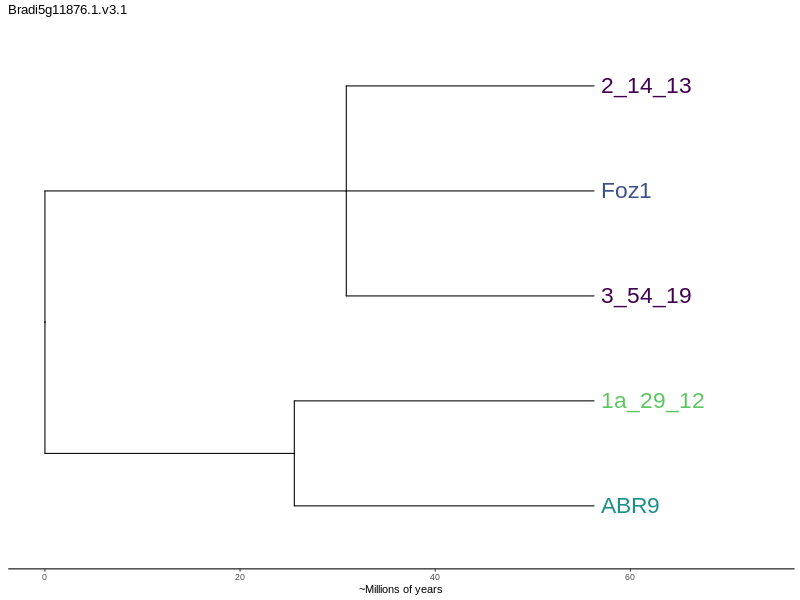 Bradi5g11876.1.v3.1
2_14_13
Foz1
3_54_19
1a_29_12
ABR9
0 20 40 60
~Millions of years